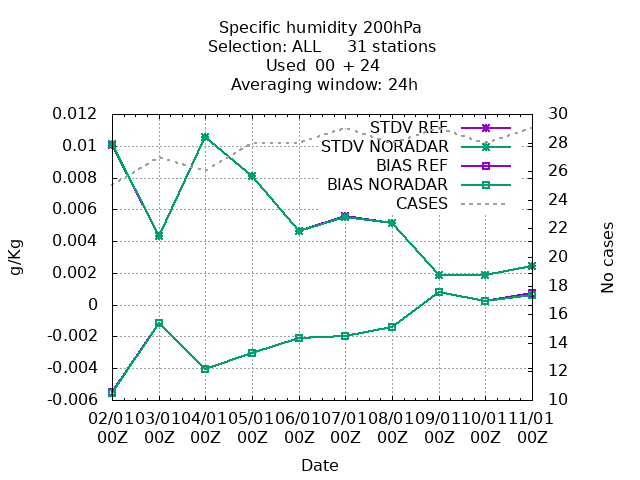 Specific humidity 200hPa
Selection: ALL     31 stations
Used  00  + 24
Averaging window: 24h
0.012
0.01
0.008
0.006
0.004
0.002
0
-0.002
-0.004
-0.006
g/Kg
30
28
26
24
22
20
18
16
14
12
10
No cases
STDV REF
STDV NORADAR
BIAS REF
BIAS NORADAR
CASES
02/01 03/01 04/01 05/01 06/01 07/01 08/01 09/01 10/01 11/01
00Z 00Z 00Z 00Z 00Z 00Z 00Z 00Z 00Z 00Z
Date